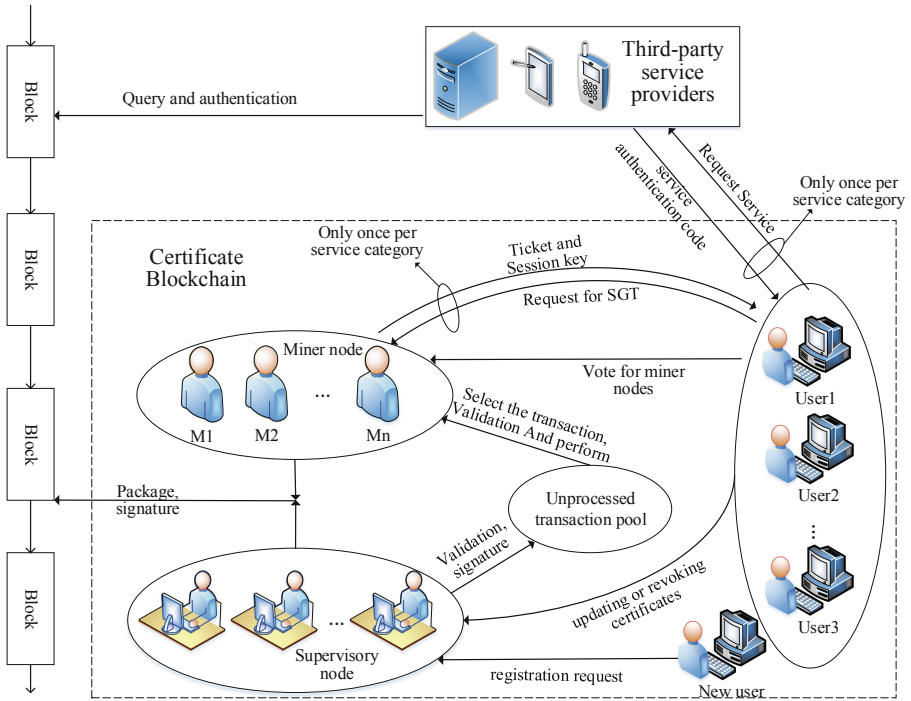 Third-party
service
providers
Block
Query and authentication
service
authentication code
Request Service
Only once per
service category
Block
Certificate
Blockchain
Only once per
service category
Ticket and
Session key
Request for SGT
Miner node
M1
M2
...
Mn
Vote for miner
nodes
User1
Block
Select the transaction,
Validation And perform
Package,
signature
Unprocessed
transaction pool
User2
...
Validation,
signature
updating or revoking
certificates
User3
Block
...
Supervisory
node
registration request
New user